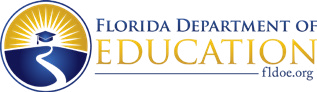 FLORIDA DEPARTMENT OF
EDUCATION
fldoe.org